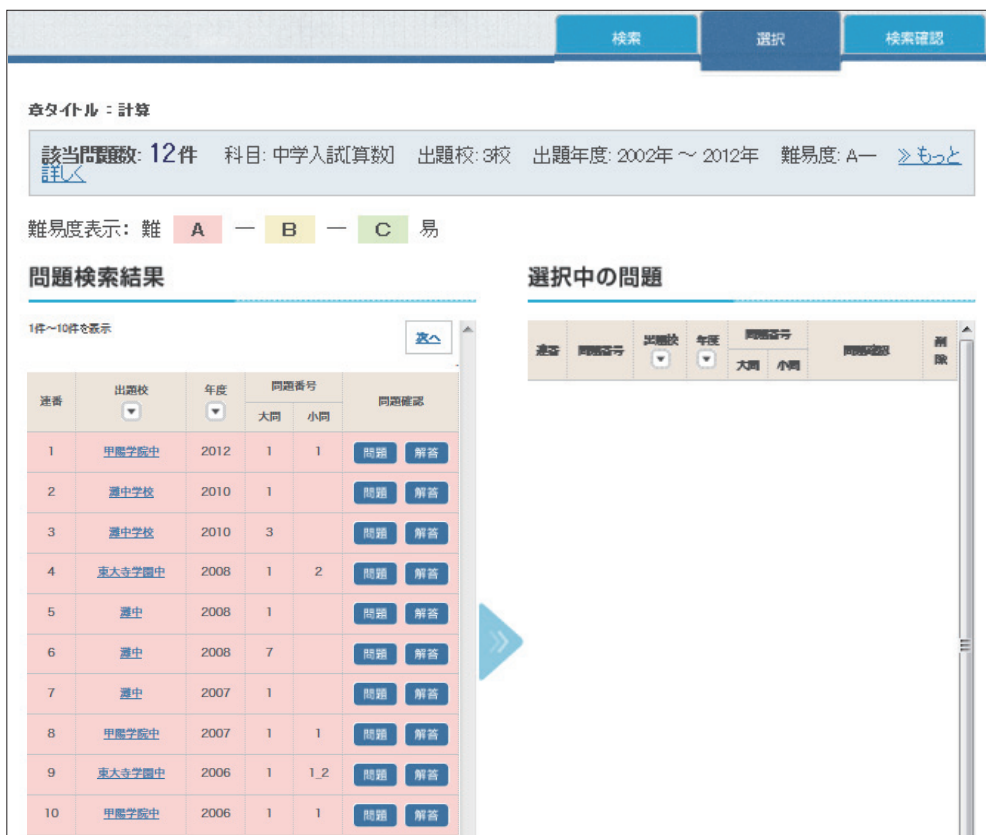 検索 選択 検索確認
章タイトル：計算
該当問題数: 12件 科目: 中学入試[算数] 出題校: 3校 出題年度: 2002年 ～ 2012年 難易度: A— ≫もっと
詳しく
難易度表示: 難 A — B — C 易
問題検索結果
1件～10件を表示
次へ
連番 出題校 年度 問題番号 問題確認
大問 小問
1 甲陽学院中 2012 1 1 問題 解答
2 灘中学校 2010 1 問題 解答
3 灘中学校 2010 3 問題 解答
4 東大寺学園中 2008 1 2 問題 解答
5 灘中 2008 1 問題 解答
6 灘中 2008 7 問題 解答
7 灘中 2007 1 問題 解答
8 甲陽学院中 2007 1 1 問題 解答
9 東大寺学園中 2006 1 1_2 問題 解答
10 甲陽学院中 2006 1 1 問題 解答
選択中の問題
連番 問題番号 出題校 年度 問題番号 問題確認 削除
大問 小問